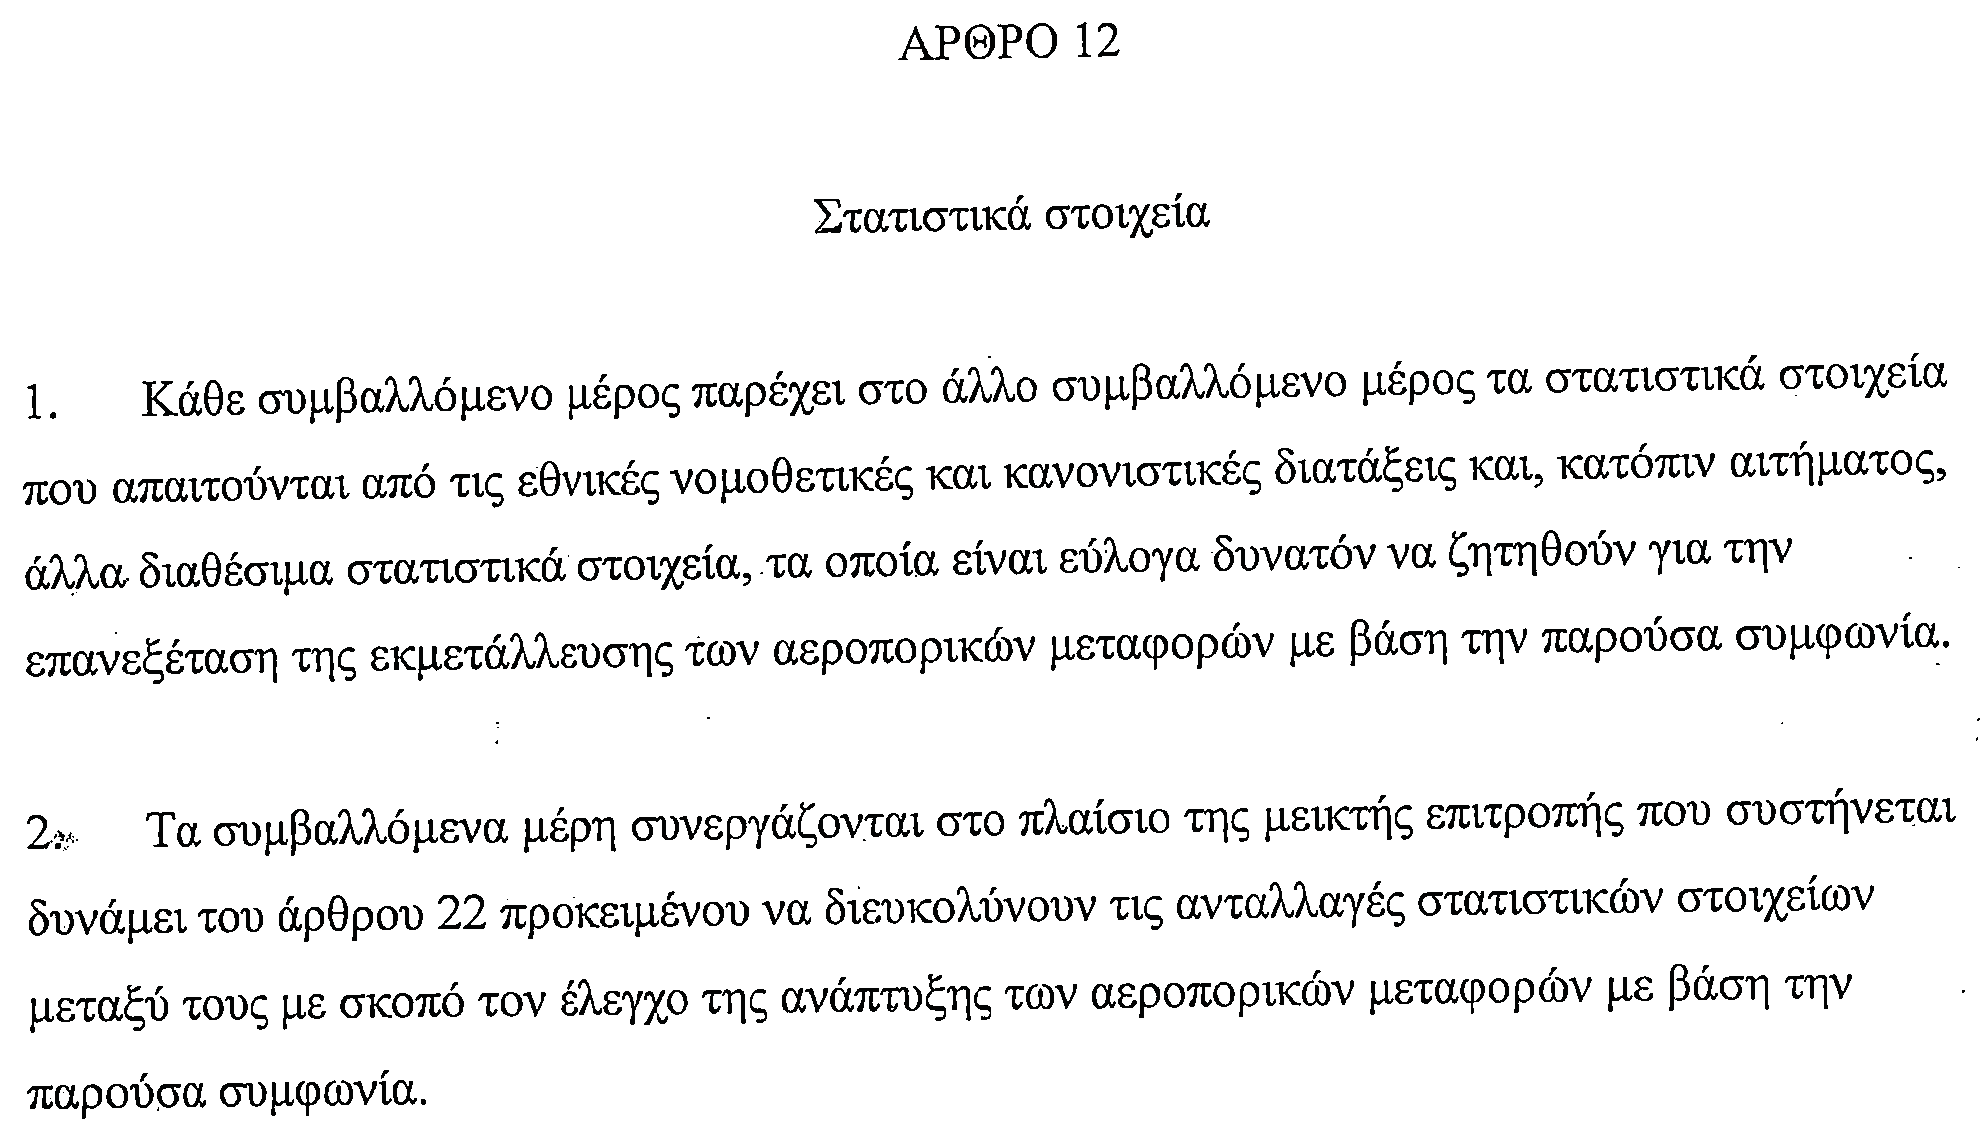 ΑΡΘΡΟ 12
Στατιστικά στοιχεία
1. Κάθε συμβαλλόμενο μέρος παρέχει στο άλλο συμβαλλόμενο μέρος τα στατιστικά στοιχεία
που απαιτούνται από τις εθνικές νομοθετικές και κανονιστικές διατάξεις και, κατόπιν αιτήματος,
άλλα διαθέσιμα στατιστικά στοιχεία, τα οποία είναι εύλογα δυνατόν να ζητηθούν για την
επανεξέταση της εκμετάλλευσης των αεροπορικών μεταφορών με βάση την παρούσα συμφωνία.
2. Τα συμβαλλόμενα μέρη συνεργάζονται στο πλαίσιο της μεικτής επιτροπής που συστήνεται
δυνάμει του άρθρου 22 προκειμένου να διευκολύνουν τις ανταλλαγές στατιστικών στοιχείων
μεταξύ τους με σκοπό τον έλεγχο της ανάπτυξης των αεροπορικών μεταφορών με βάση την
παρούσα συμφωνία.